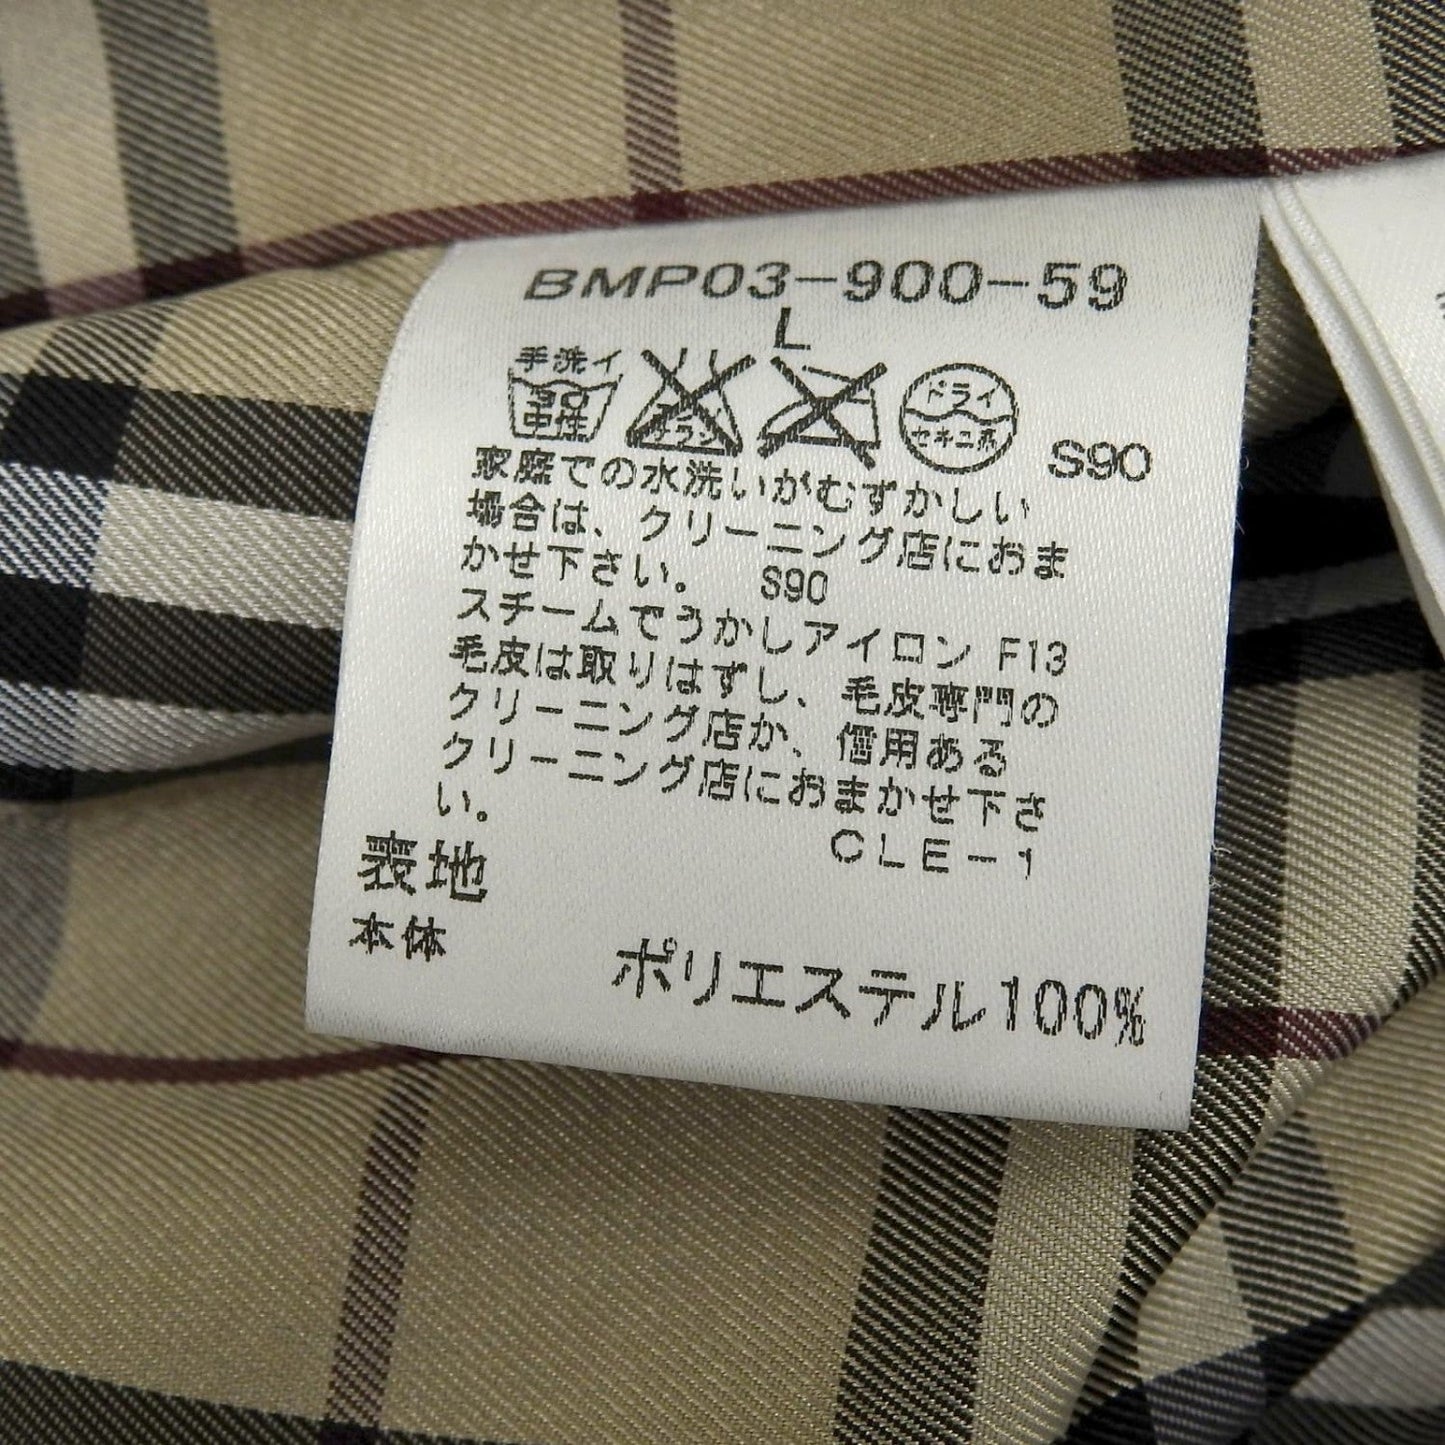 BMP03-900-59
L
手洗イ
30
中性
エンソ
サラシ
ドライ
セキユ系
S90
家庭での水洗いがむずかしい
場合は、クリーニング店におま
かせ下さい。 S90
スチームでうかしアイロン F13
毛皮は取りはずし、毛皮専門の
クリーニング店か、信用ある
クリーニング店におまかせ下さ
い。
CLE-1
表地
本体
ポリエステル100%